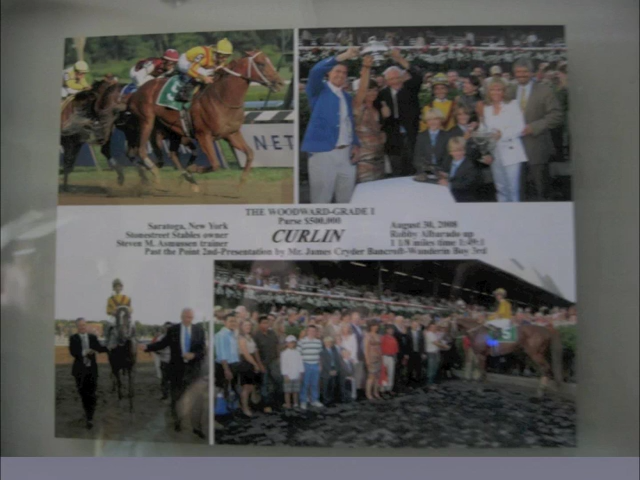 NET
THE WOODWARD-GRADE I
Purse $500,000
Saratoga, New York
Stonestreet Stables owner
Steven M. Asmussen trainer
CURLIN
August 30, 2008
Robby Albarado up
1 1/8 miles time 1:49:1
Past the Point 2nd-Presentation by Mr. James Cryder Bancroft-Wanderin Boy 3rd
5